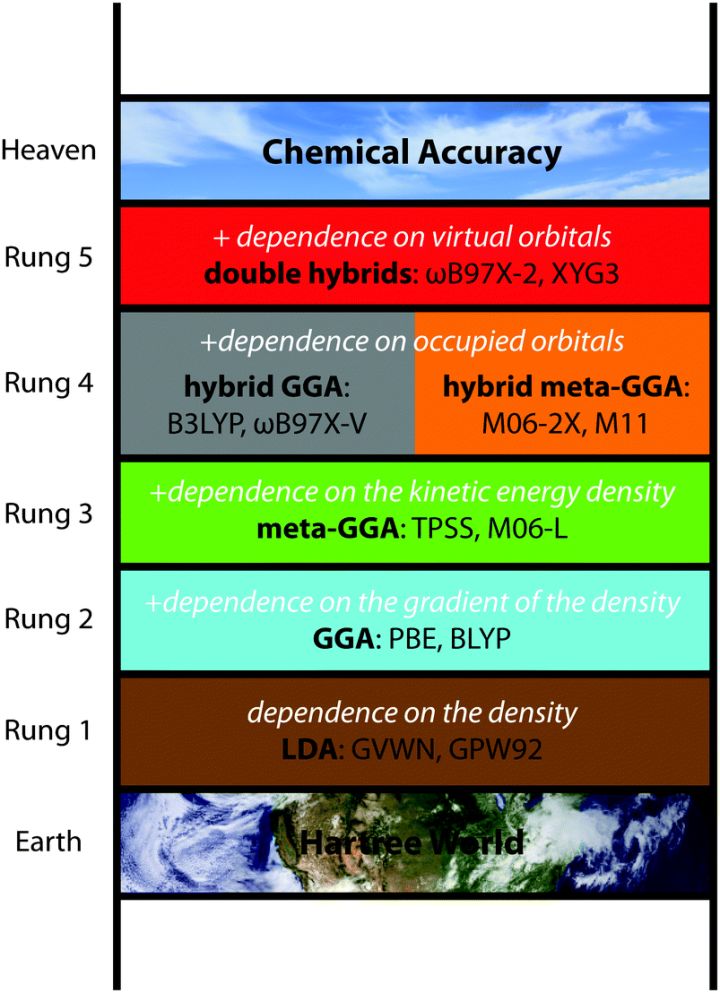 Heaven
Chemical Accuracy
Rung 5
+ dependence on virtual orbitals
double hybrids: ωB97X-2, XYG3
Rung 4
+dependence on occupied orbitals
hybrid GGA:
B3LYP, ωB97X-V
hybrid meta-GGA:
M06-2X, M11
Rung 3
+dependence on the kinetic energy density
meta-GGA: TPSS, M06-L
Rung 2
+dependence on the gradient of the density
GGA: PBE, BLYP
Rung 1
dependence on the density
LDA: GVWN, GPW92
Earth
Hartree World